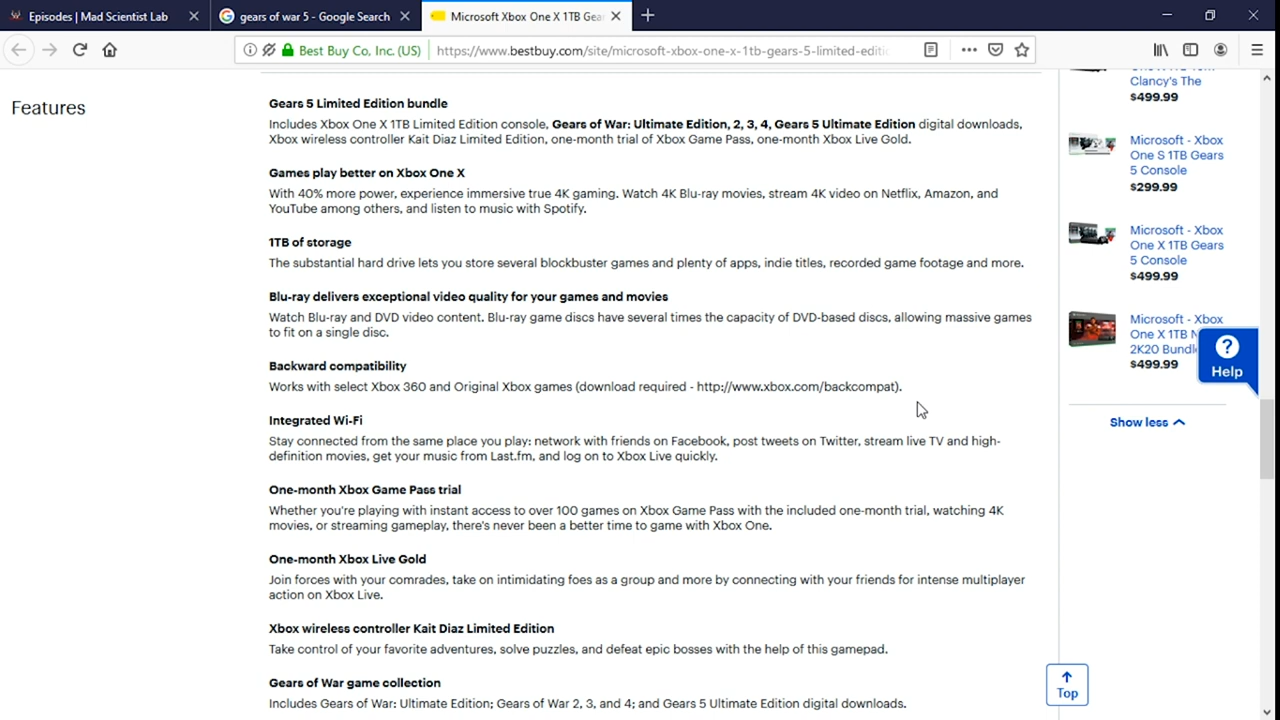 Episodes | Mad Scientist Lab
gears of war 5 - Google Search
Microsoft Xbox One X 1TB Gear
Best Buy Co, Inc. (US)
https://www.bestbuy.com/site/microsoft-xbox-one-x-1tb-gears-5-limited-editi
Features
Gears 5 Limited Edition bundle
Includes Xbox One X 1TB Limited Edition console, Gears of War: Ultimate Edition, 2, 3, 4, Gears 5 Ultimate Edition digital downloads,
Xbox wireless controller Kait Diaz Limited Edition, one-month trial of Xbox Game Pass, one-month Xbox Live Gold.
Games play better on Xbox One X
With 40% more power, experience immersive true 4K gaming. Watch 4K Blu-ray movies, stream 4K video on Netflix, Amazon, and
YouTube among others, and listen to music with Spotify.
1TB of storage
The substantial hard drive lets you store several blockbuster games and plenty of apps, indie titles, recorded game footage and more.
Blu-ray delivers exceptional video quality for your games and movies
Watch Blu-ray and DVD video content. Blu-ray game discs have several times the capacity of DVD-based discs, allowing massive games
to fit on a single disc.
Backward compatibility
Works with select Xbox 360 and Original Xbox games (download required - http://www.xbox.com/backcompat).
Integrated Wi-Fi
Stay connected from the same place you play: network with friends on Facebook, post tweets on Twitter, stream live TV and high-
definition movies, get your music from Last.fm, and log on to Xbox Live quickly.
One-month Xbox Game Pass trial
Whether you're playing with instant access to over 100 games on Xbox Game Pass with the included one-month trial, watching 4K
movies, or streaming gameplay, there's never been a better time to game with Xbox One.
One-month Xbox Live Gold
Join forces with your comrades, take on intimidating foes as a group and more by connecting with your friends for intense multiplayer
action on Xbox Live.
Xbox wireless controller Kait Diaz Limited Edition
Take control of your favorite adventures, solve puzzles, and defeat epic bosses with the help of this gamepad.
Gears of War game collection
Includes Gears of War: Ultimate Edition; Gears of War 2, 3, and 4; and Gears 5 Ultimate Edition digital downloads.
Clancy's The
$499.99
Microsoft - Xbox
One S 1TB Gears
5 Console
$299.99
Microsoft - Xbox
One X 1TB Gears
5 Console
$499.99
Microsoft - Xbox
One X 1TB N
2K20 Bundle
$499.99
Help
Show less
Top